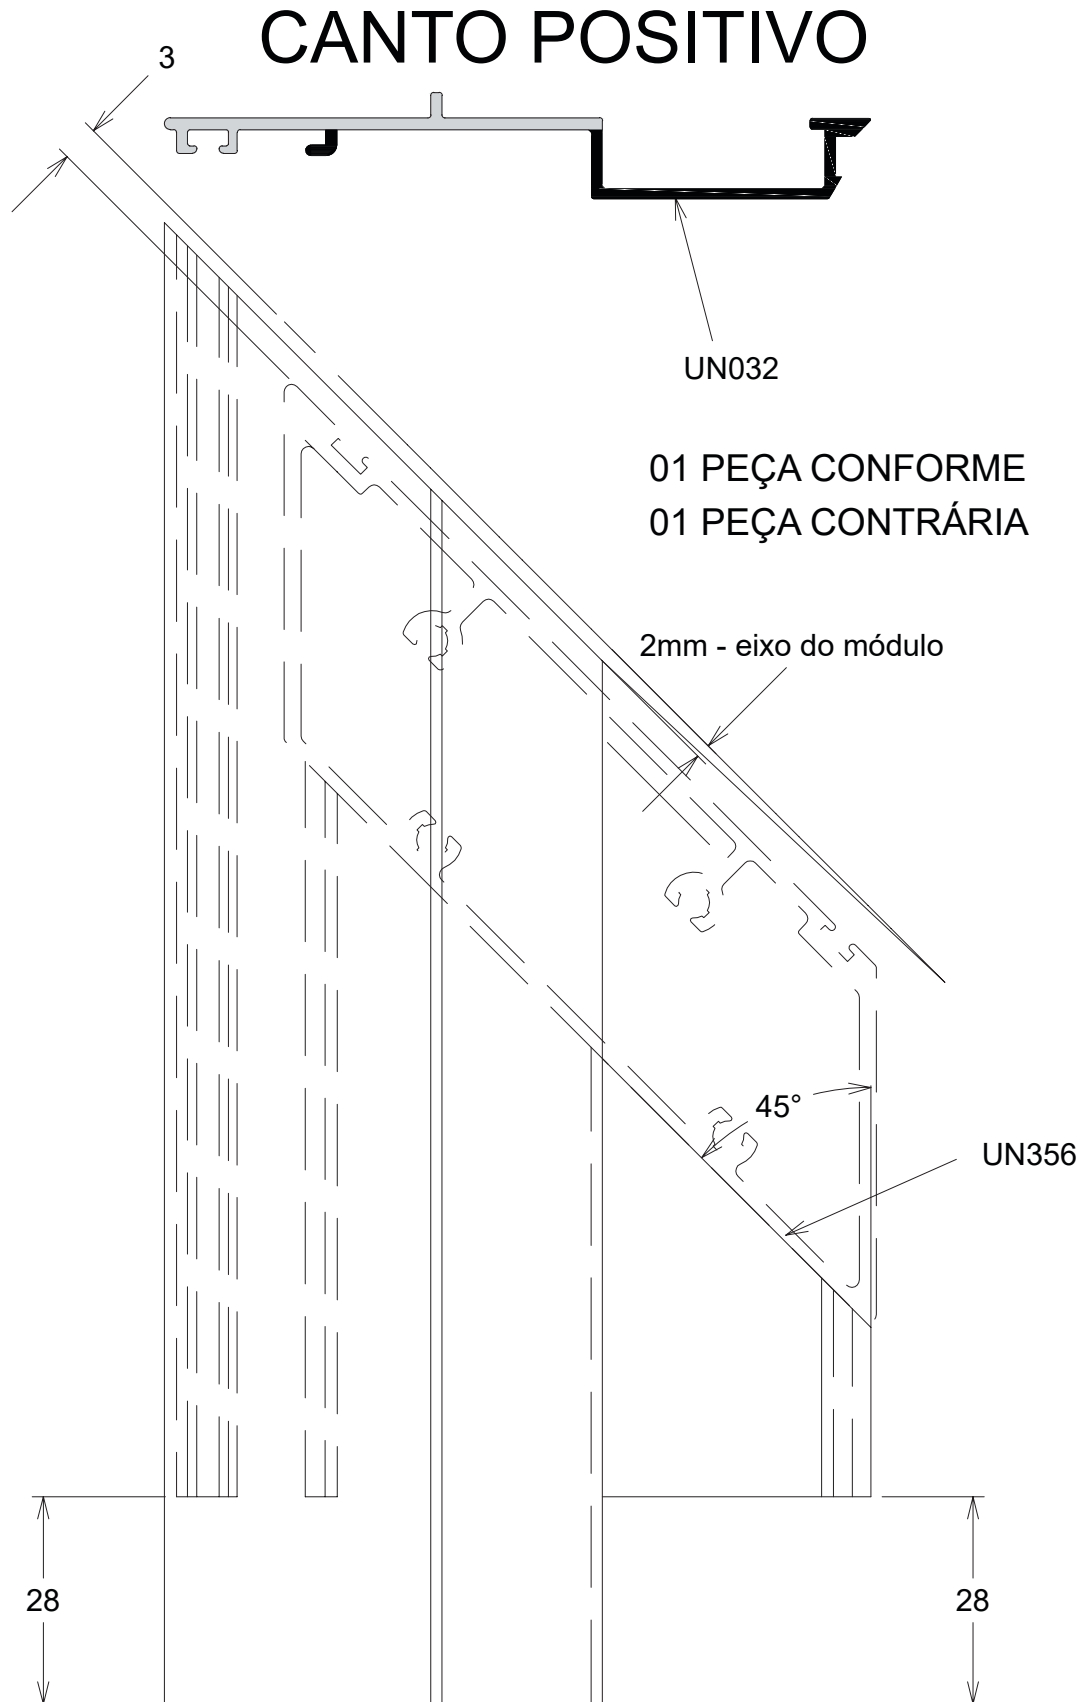 CANTO POSITIVO
3
UN032
01 PEÇA CONFORME
01 PEÇA CONTRÁRIA
2mm - eixo do módulo
45°
UN356
28
28